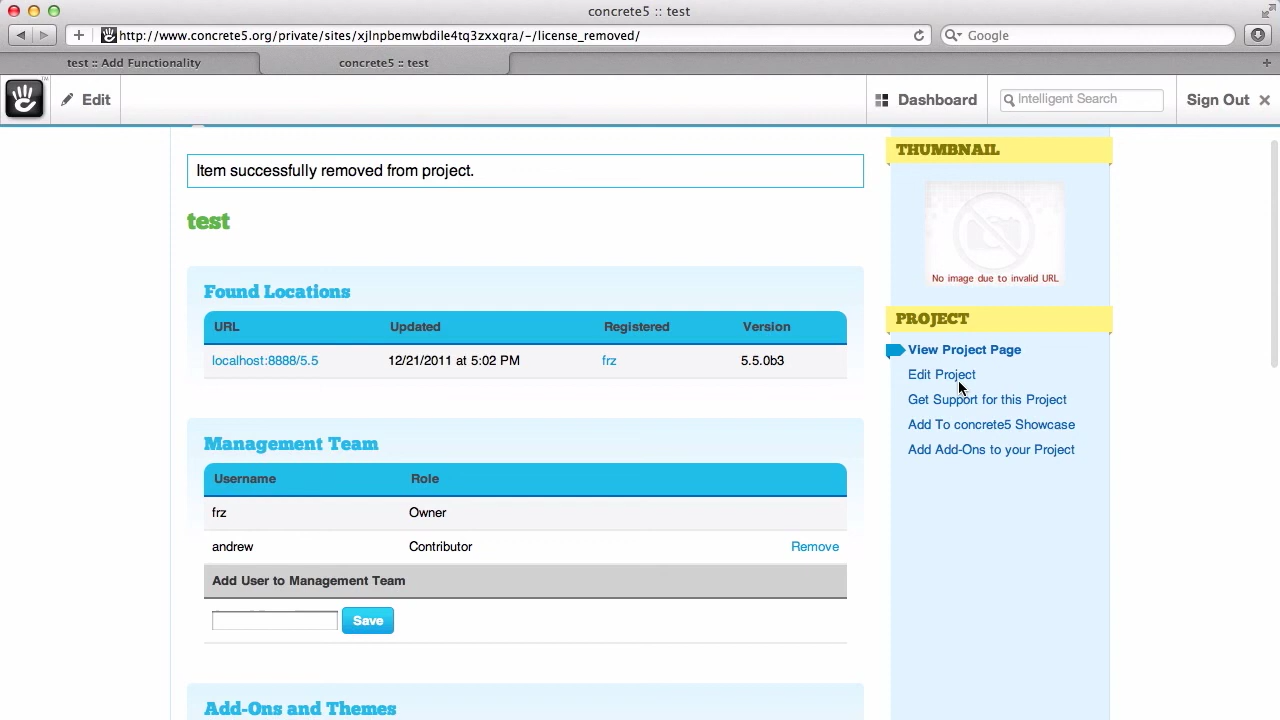 concrete5 :: test
http://www.concrete5.org/private/sites/xjlnpbemwbdile4tq3zxxqra/-/license_removed/
Google
test :: Add Functionality
concrete5 :: test
Edit
Dashboard
Intelligent Search
Sign Out
Item successfully removed from project.
test
Found Locations
URL Updated Registered Version
localhost:8888/5.5 12/21/2011 at 5:02 PM frz 5.5.0b3
Management Team
Username Role
frz Owner
andrew Contributor Remove
Add User to Management Team
Save
Add-Ons and Themes
THUMBNAIL
No image due to invalid URL
PROJECT
View Project Page
Edit Project
Get Support for this Project
Add To concrete5 Showcase
Add Add-Ons to your Project